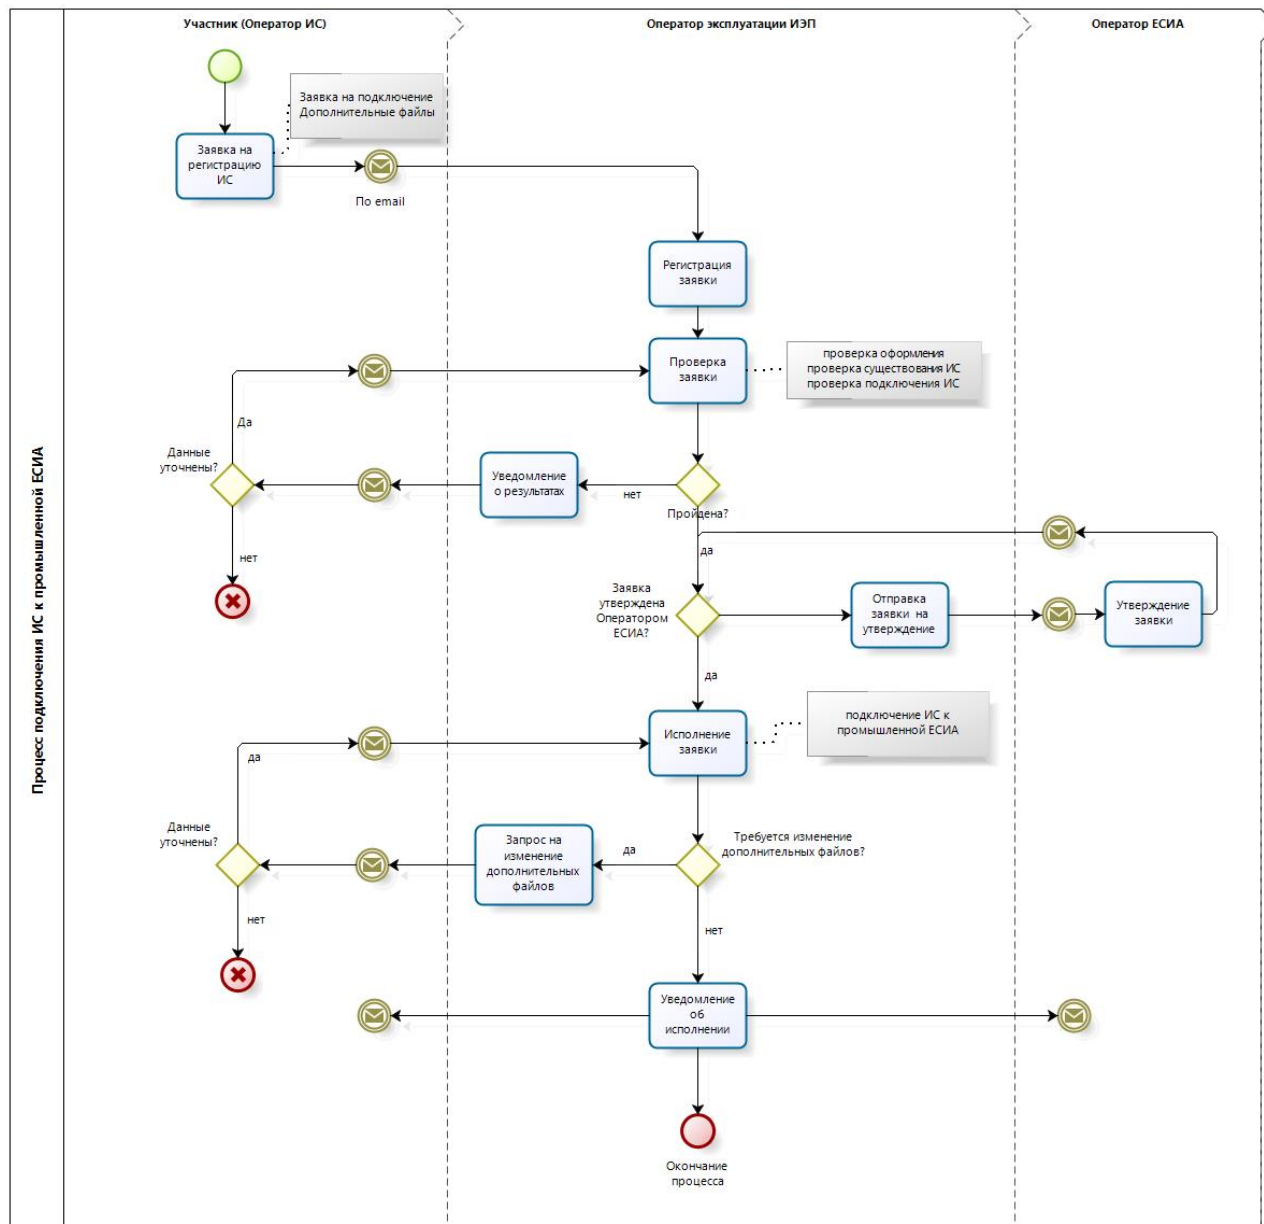 Участник (Оператор ИС)
Оператор эксплуатации ИЭП
Оператор ЕСИА
Процесс подключения ИС к промышленной ЕСИА
Заявка на подключение
Дополнительные файлы
Заявка на
регистрацию
ИС
По email
Регистрация
заявки
Проверка
заявки
проверка оформления
проверка существования ИС
проверка подключения ИС
Да
Данные
уточнены?
Уведомление
о результатах
нет
Пройдена?
нет
да
Заявка
утверждена
Оператором
ЕСИА?
Отправка
заявки на
утверждение
Утверждение
заявки
да
Исполнение
заявки
подключение ИС к
промышленной ЕСИА
да
Данные
уточнены?
Запрос на
изменение
дополнительных
файлов
да
Требуется изменение
дополнительных файлов?
нет
нет
Уведомление
об
исполнении
Окончание
процесса